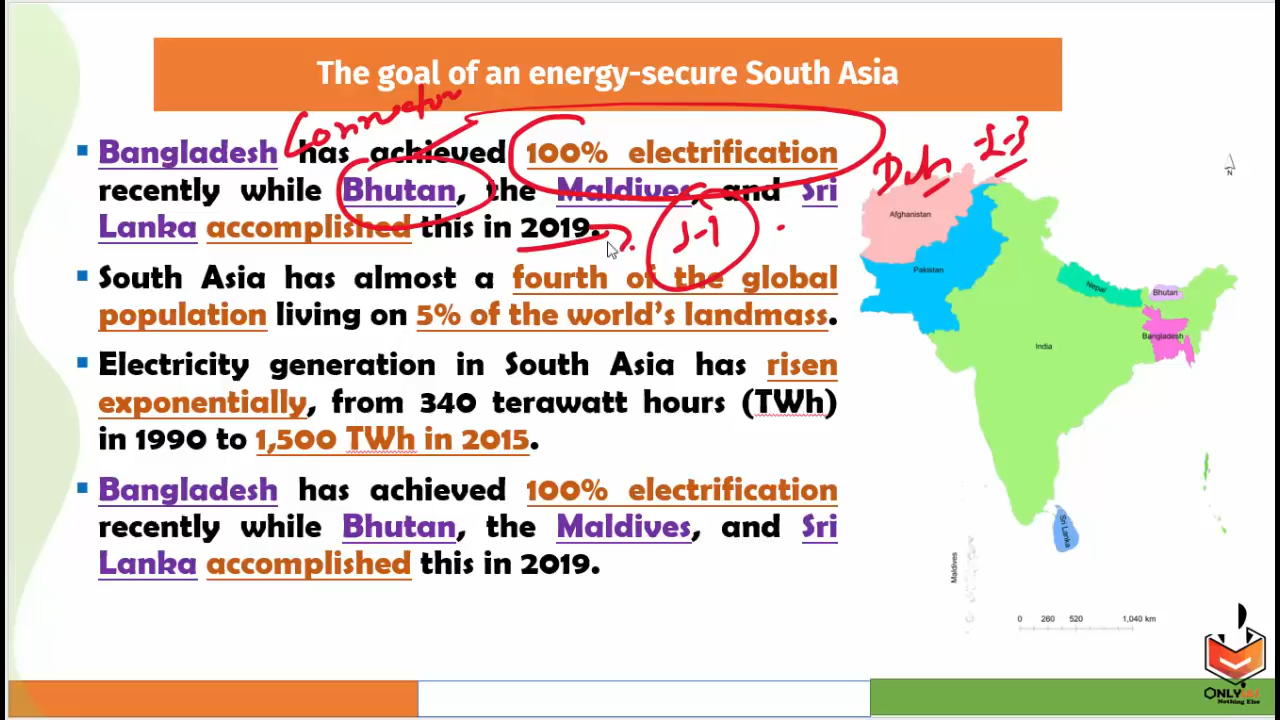 The goal of an energy-secure South Asia
Bangladesh has achieved 100% electrification
recently while Bhutan, the Maldives, and Sri
Lanka accomplished this in 2019.
South Asia has almost a fourth of the global
population living on 5% of the world's landmass.
Electricity generation in South Asia has risen
exponentially, from 340 terawatt hours (TWh)
in 1990 to 1,500 TWh in 2015.
Bangladesh has achieved 100% electrification
recently while Bhutan, the Maldives, and Sri
Lanka accomplished this in 2019.
N
Afghanistan
Pakistan
Nepal
Bhutan
Bangladesh
India
Sri Lanka
Maldives
0 260 520 1,040 km
ONLY
Nothing Else